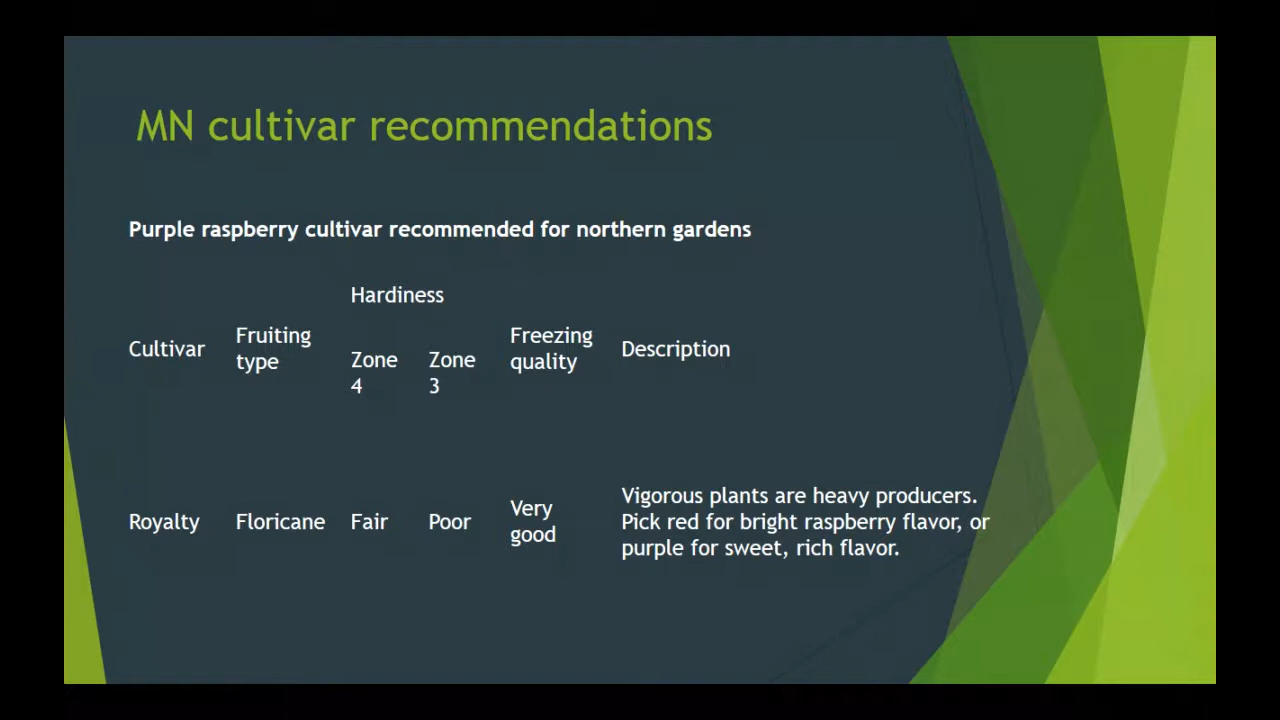 MN cultivar recommendations
Purple raspberry cultivar recommended for northern gardens
Hardiness
Cultivar
Fruiting
type
Zone
4
Zone
3
Freezing
quality
Description
Royalty
Floricane
Fair
Poor
Very
good
Vigorous plants are heavy producers.
Pick red for bright raspberry flavor, or
purple for sweet, rich flavor.